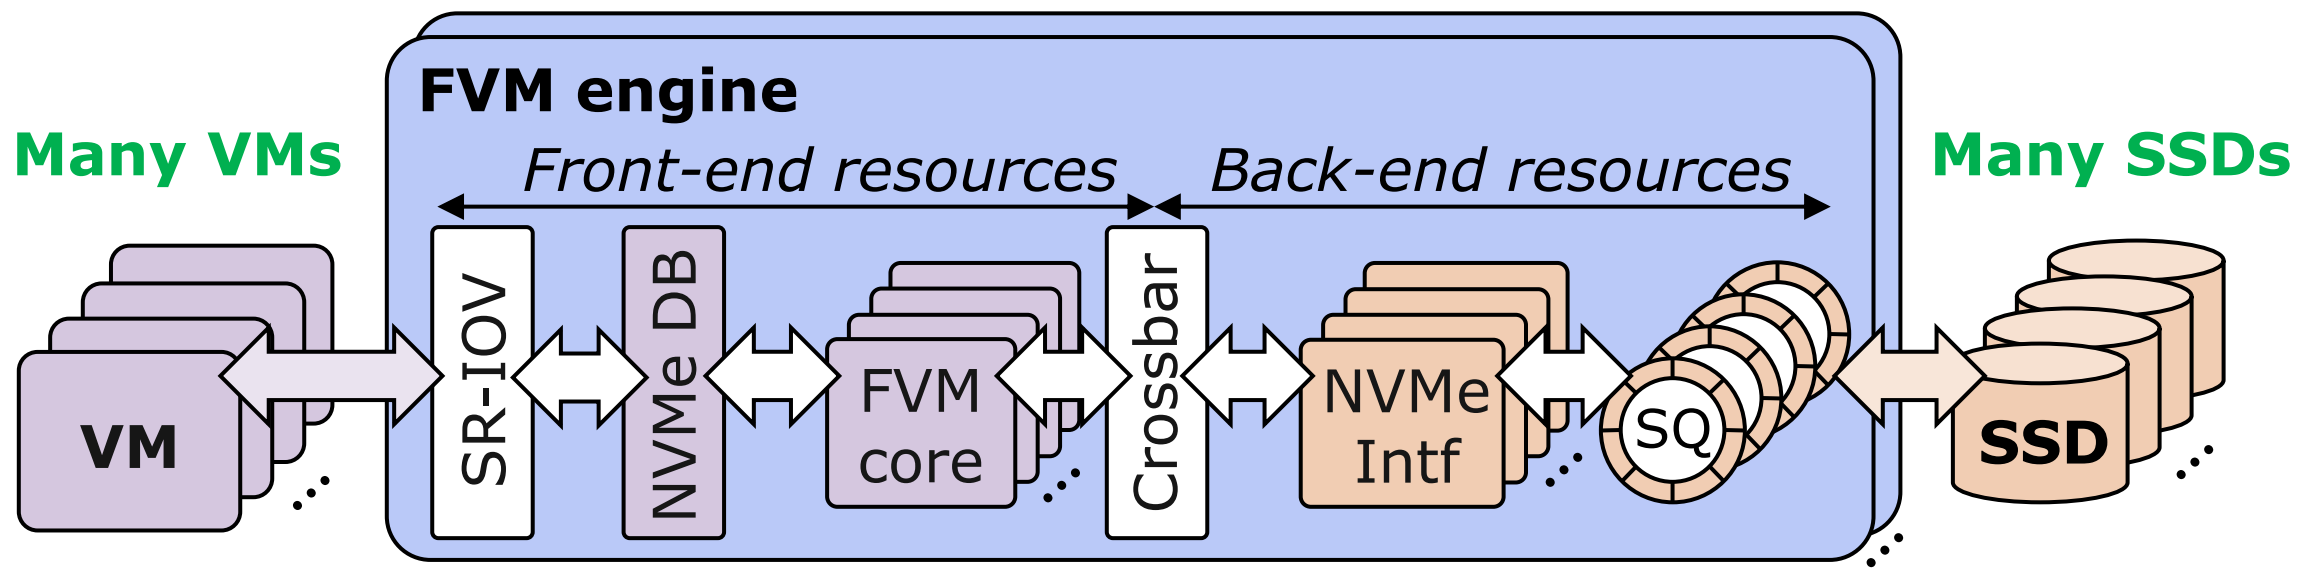 FVM engine
Many VMs
Front-end resources
Back-end resources
Many SSDs
VM
SR-IOV
NVMe DB
FVM
core
Crossbar
NVMe
Intf
SQ
SSD